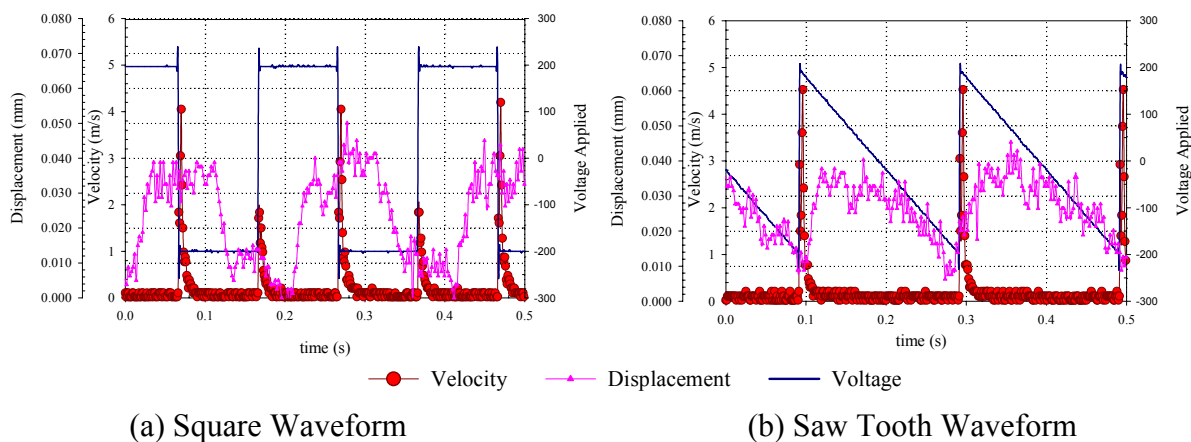 0.080 6 300 0.080 6 300
0.070 5 200 0.070 5 200
0.060 0.060
0.050 4 100 0.050 4 100
0.040 3 0 0.040 3 0
0.030 2 -100 0.030 2 -100
0.020 0.020
0.010 1 -200 0.010 1 -200
0.000 0 -300 0.000 0 -300
Displacement (mm)
Velocity (m/s)
Voltage Applied
Displacement (mm)
Velocity (m/s)
Voltage Applied
0.0 0.1 0.2 0.3 0.4 0.5 0.0 0.1 0.2 0.3 0.4 0.5
time (s) time (s)
Velocity Displacement Voltage
(a) Square Waveform (b) Saw Tooth Waveform